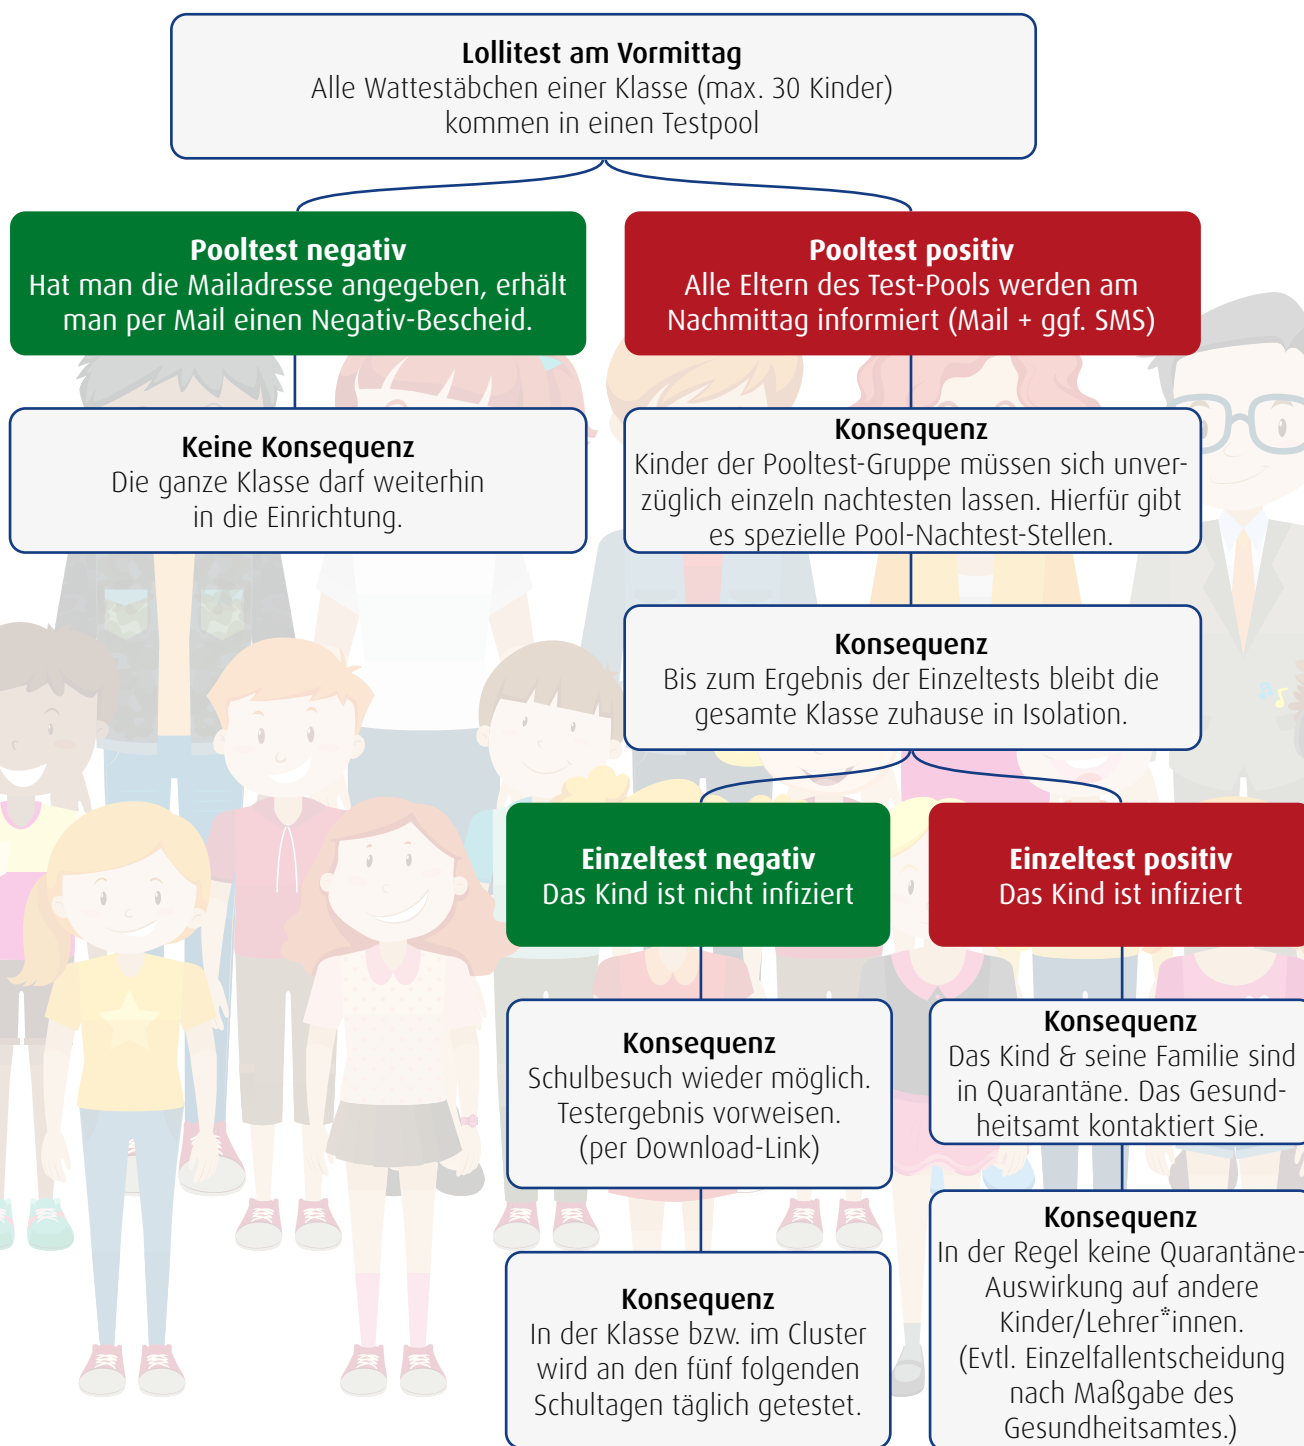 Lollitest am Vormittag
Alle Wattestäbchen einer Klasse (max. 30 Kinder)
kommen in einen Testpool
Pooltest negativ
Hat man die Mailadresse angegeben, erhält
man per Mail einen Negativ-Bescheid.
Pooltest positiv
Alle Eltern des Test-Pools werden am
Nachmittag informiert (Mail + ggf. SMS)
Keine Konsequenz
Die ganze Klasse darf weiterhin
in die Einrichtung.
Konsequenz
Kinder der Pooltest-Gruppe müssen sich unver-
züglich einzeln nachtesten lassen. Hierfür gibt
es spezielle Pool-Nachtest-Stellen.
Konsequenz
Bis zum Ergebnis der Einzeltests bleibt die
gesamte Klasse zuhause in Isolation.
Einzeltest negativ
Das Kind ist nicht infiziert
Einzeltest positiv
Das Kind ist infiziert
Konsequenz
Schulbesuch wieder möglich.
Testergebnis vorweisen.
(per Download-Link)
Konsequenz
Das Kind & seine Familie sind
in Quarantäne. Das Gesund-
heitsamt kontaktiert Sie.
Konsequenz
In der Klasse bzw. im Cluster
wird an den fünf folgenden
Schultagen täglich getestet.
Konsequenz
In der Regel keine Quarantäne-
Auswirkung auf andere
Kinder/Lehrer*innen.
(Evtl. Einzelfallentscheidung
nach Maßgabe des
Gesundheitsamtes.)